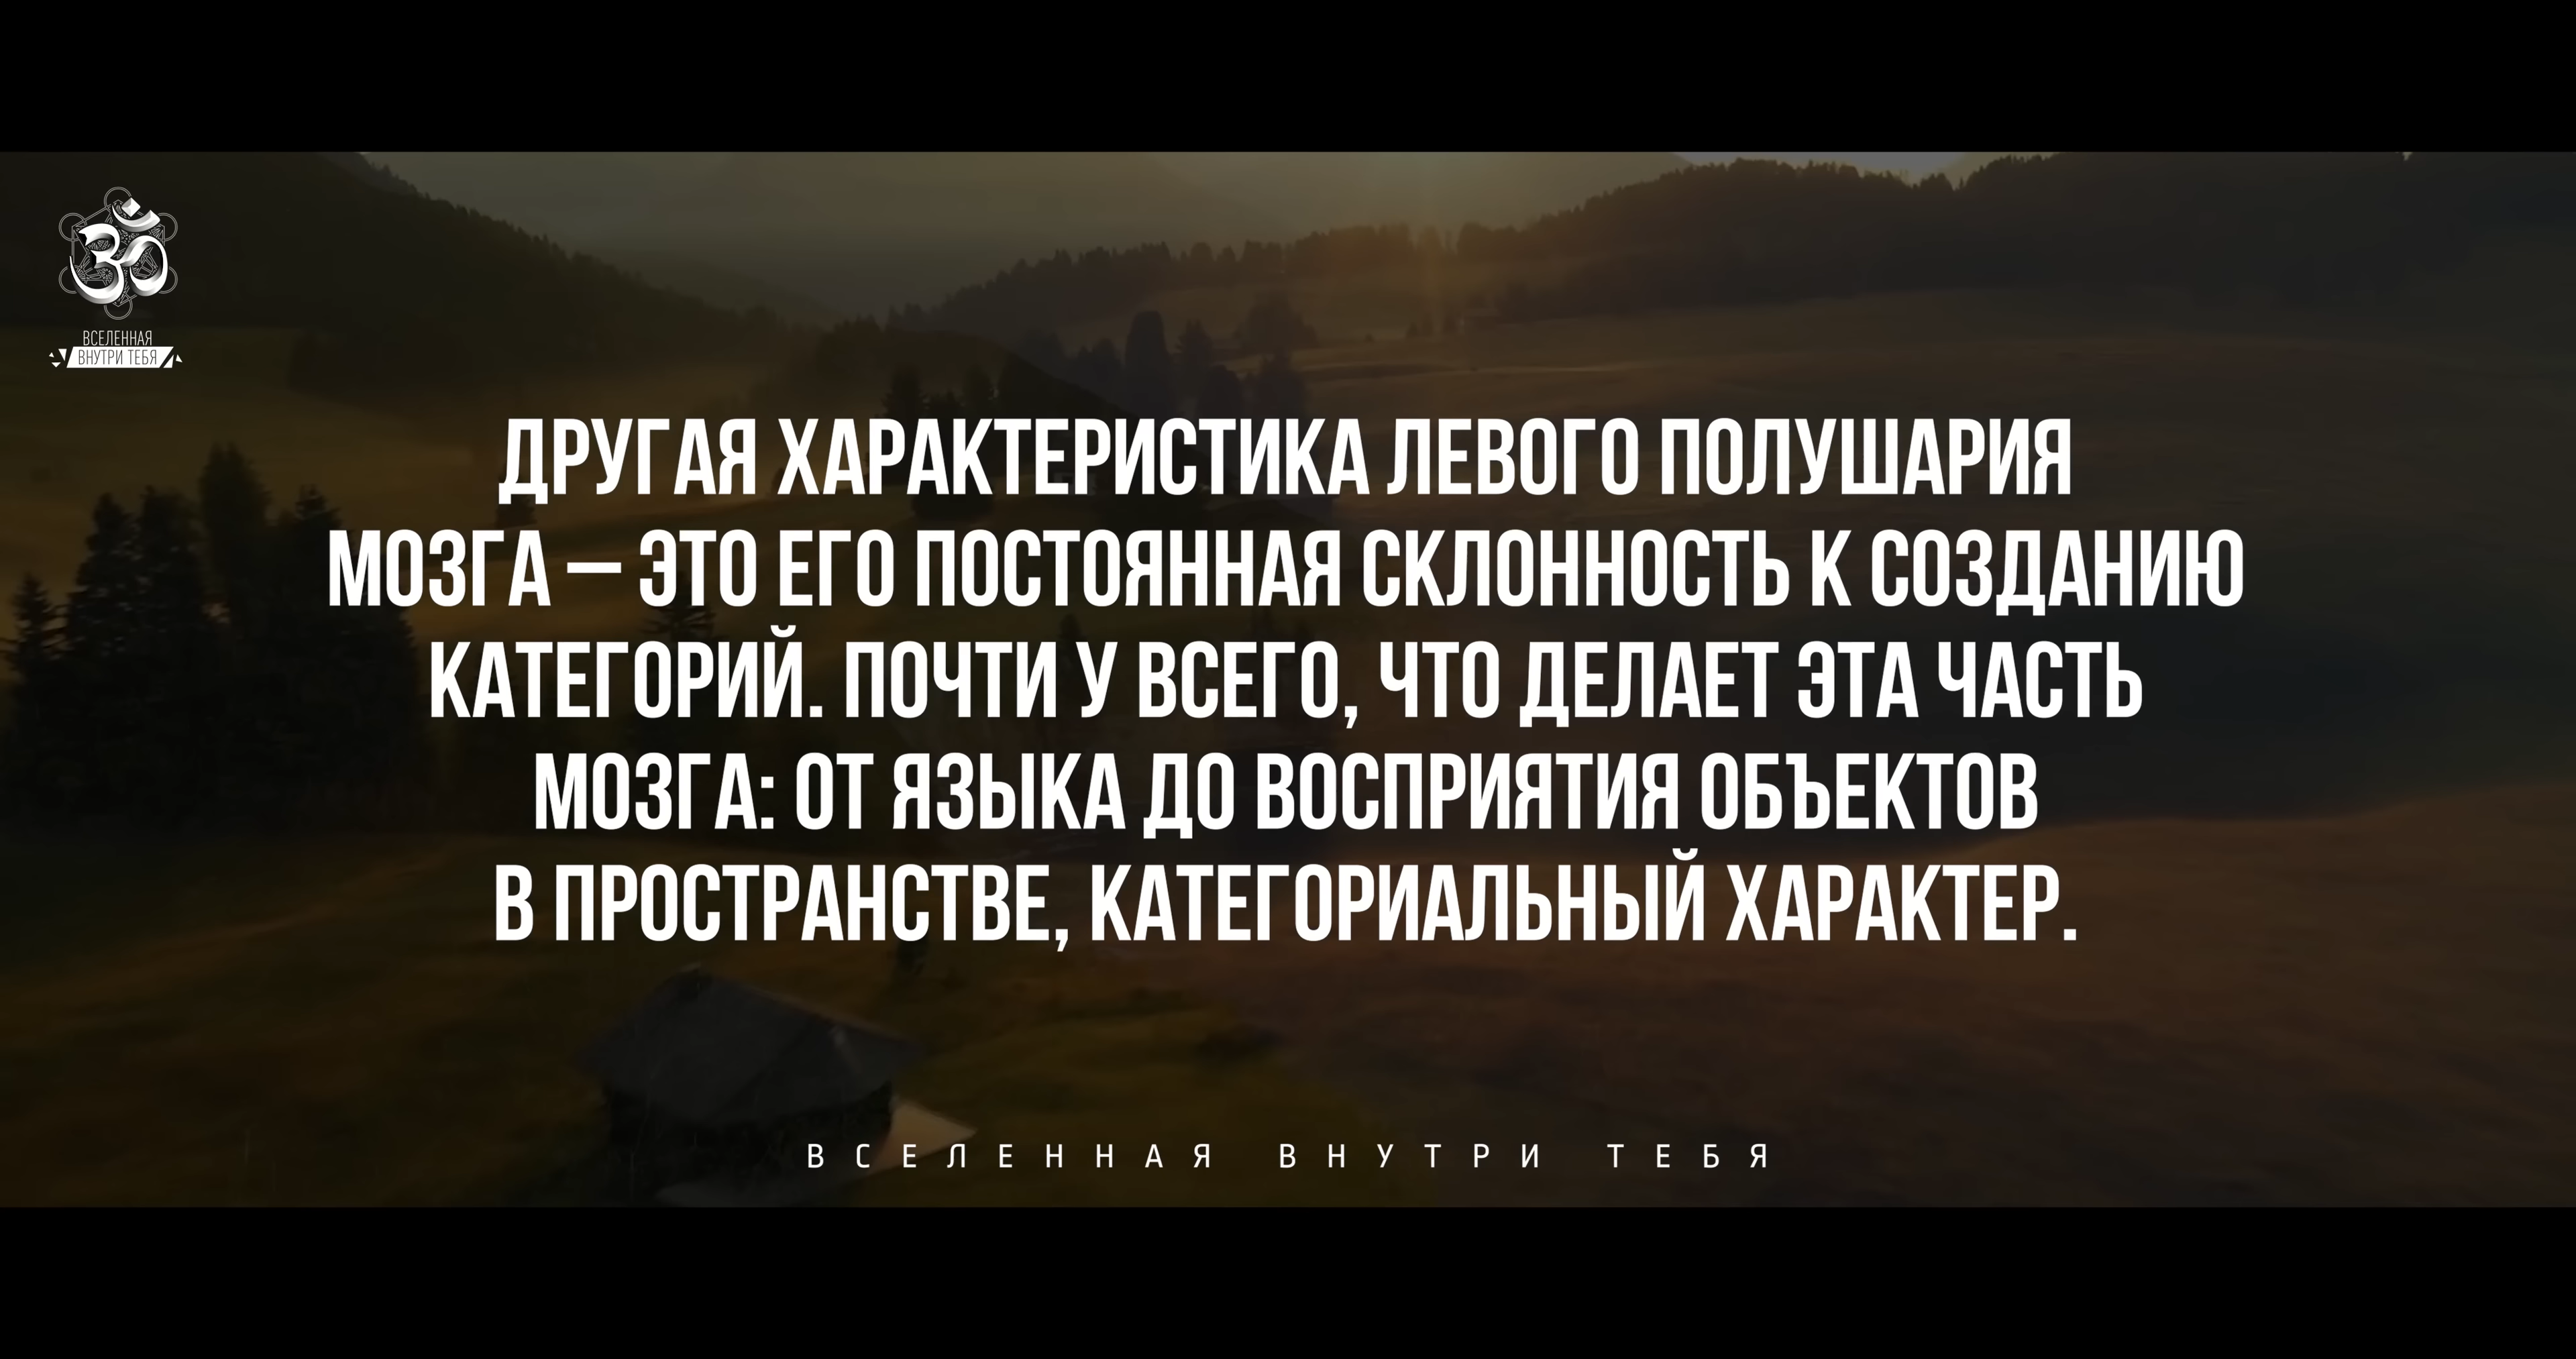 ВСЕЛЕННАЯ
ВНУТРИ ТЕБЯ
ДРУГАЯ ХАРАКТЕРИСТИКА ЛЕВОГО ПОЛУШАРИЯ
МОЗГА — ЭТО ЕГО ПОСТОЯННАЯ СКЛОННОСТЬ К СОЗДАНИЮ
КАТЕГОРИЙ. ПОЧТИ У ВСЕГО, ЧТО ДЕЛАЕТ ЭТА ЧАСТЬ
МОЗГА: ОТ ЯЗЫКА ДО ВОСПРИЯТИЯ ОБЪЕКТОВ
В ПРОСТРАНСТВЕ, КАТЕГОРИАЛЬНЫЙ ХАРАКТЕР.
ВСЕЛЕННАЯ ВНУТРИ ТЕБЯ